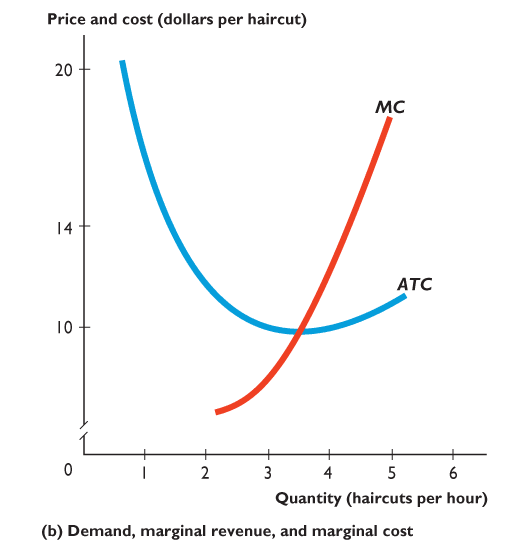 Price and cost (dollars per haircut)
20
MC
14
ATC
10
0
1 2 3 4 5 6
Quantity (haircuts per hour)
(b) Demand, marginal revenue, and marginal cost